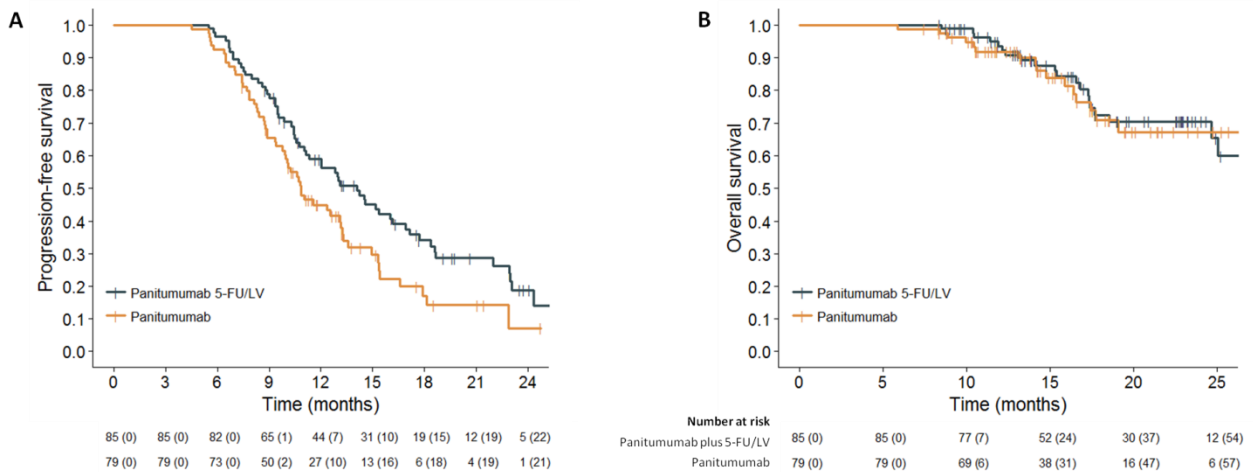 A
Progression-free survival
1.0
0.9
0.8
0.7
0.6
0.5
0.4
0.3
0.2
0.1
0.0
Panitumumab 5-FU/LV
Panitumumab
0 3 6 9 12 15 18 21 24
Time (months)
85 (0) 85 (0) 82 (0) 65 (1) 44 (7) 31 (10) 19 (15) 12 (19) 5 (22)
79 (0) 79 (0) 73 (0) 50 (2) 27 (10) 13 (16) 6 (18) 4 (19) 1 (21)
B
Overall survival
1.0
0.9
0.8
0.7
0.6
0.5
0.4
0.3
0.2
0.1
0.0
Panitumumab 5-FU/LV
Panitumumab
0 5 10 15 20 25
Time (months)
Number at risk
Panitumumab plus 5-FU/LV 85 (0) 85 (0) 77 (7) 52 (24) 30 (37) 12 (54)
Panitumumab 79 (0) 79 (0) 69 (6) 38 (31) 16 (47) 6 (57)